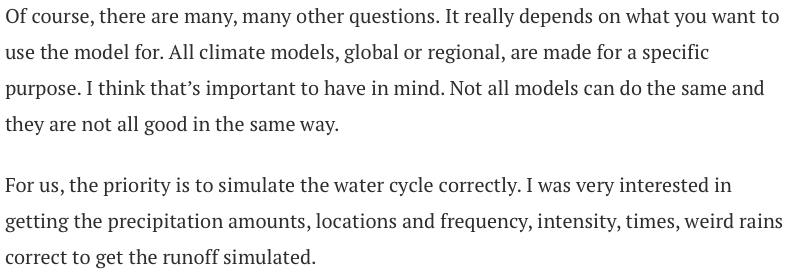 Of course, there are many, many other questions. It really depends on what you want to
use the model for. All climate models, global or regional, are made for a specific
purpose. I think that’s important to have in mind. Not all models can do the same and
they are not all good in the same way.
For us, the priority is to simulate the water cycle correctly. I was very interested in
getting the precipitation amounts, locations and frequency, intensity, times, weird rains
correct to get the runoff simulated.